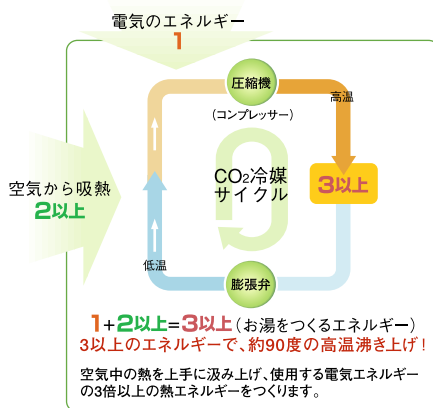 電気のエネルギー
1
圧縮機
(コンプレッサー)
高温
空気から吸熱
2以上
CO2冷媒
サイクル
3以上
低温
膨張弁
1+2以上=3以上(お湯をつくるエネルギー)
3以上のエネルギーで、約90度の高温沸き上げ!
空気中の熱を上手に汲み上げ、使用する電気エネルギー
の3倍以上の熱エネルギーをつくります。